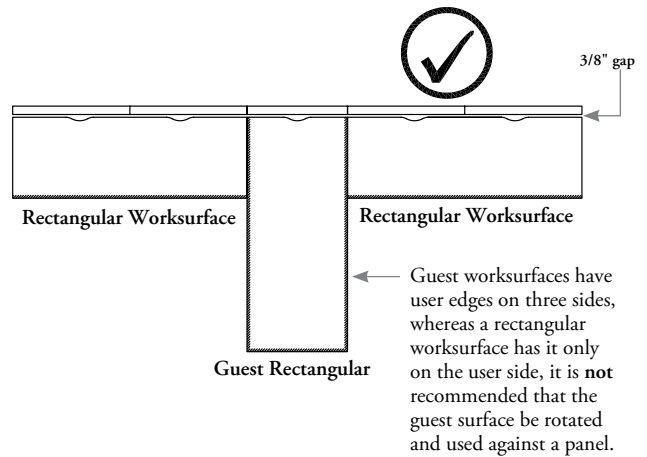 3/8" gap
Rectangular Worksurface
Rectangular Worksurface
Guest worksurfaces have
user edges on three sides,
whereas a rectangular
worksurface has it only
on the user side, it is not
recommended that the
guest surface be rotated
and used against a panel.
Guest Rectangular